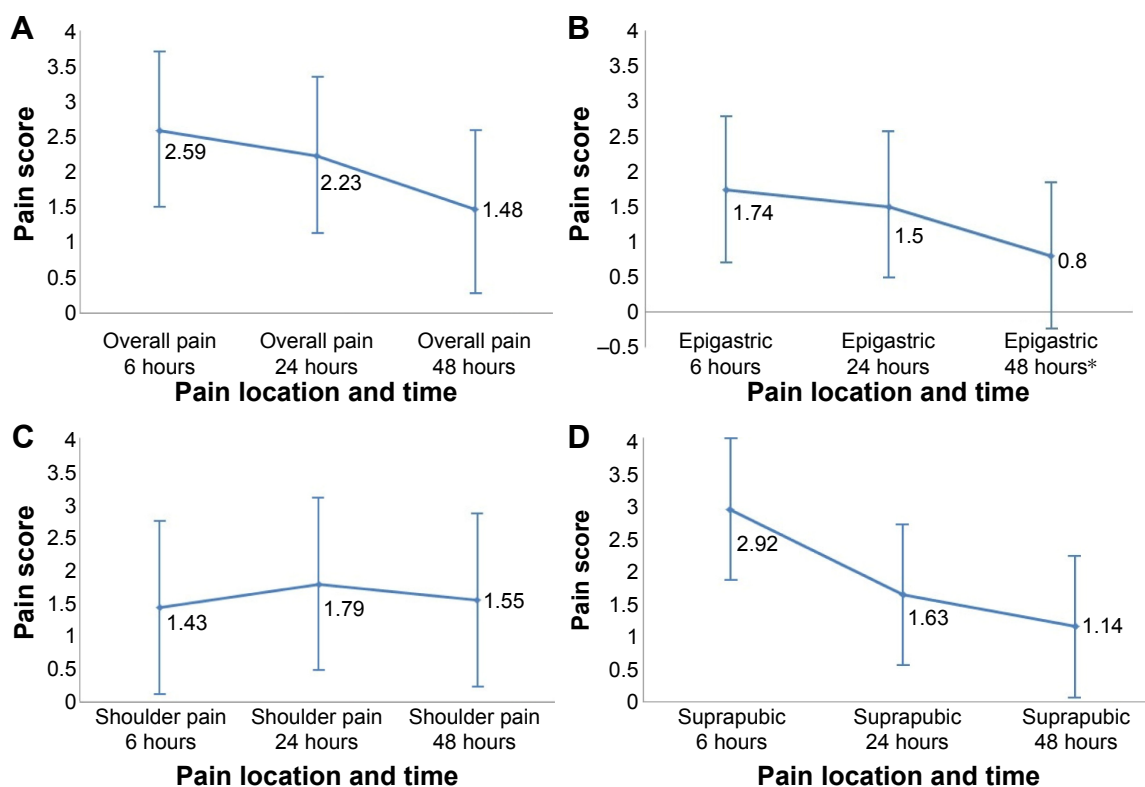 A
Pain score
4
3.5
3
2.5
2
1.5
1
0.5
0
2.59
2.23
1.48
Overall pain
6 hours
Overall pain
24 hours
Overall pain
48 hours
Pain location and time
B
Pain score
4
3.5
3
2.5
2
1.5
1
0.5
0
–0.5
1.74
1.5
0.8
Epigastric
6 hours
Epigastric
24 hours
Epigastric
48 hours*
Pain location and time
C
Pain score
4
3.5
3
2.5
2
1.5
1
0.5
0
1.43
1.79
1.55
Shoulder pain
6 hours
Shoulder pain
24 hours
Shoulder pain
48 hours
Pain location and time
D
Pain score
4
3.5
3
2.5
2
1.5
1
0.5
0
2.92
1.63
1.14
Suprapubic
6 hours
Suprapubic
24 hours
Suprapubic
48 hours
Pain location and time